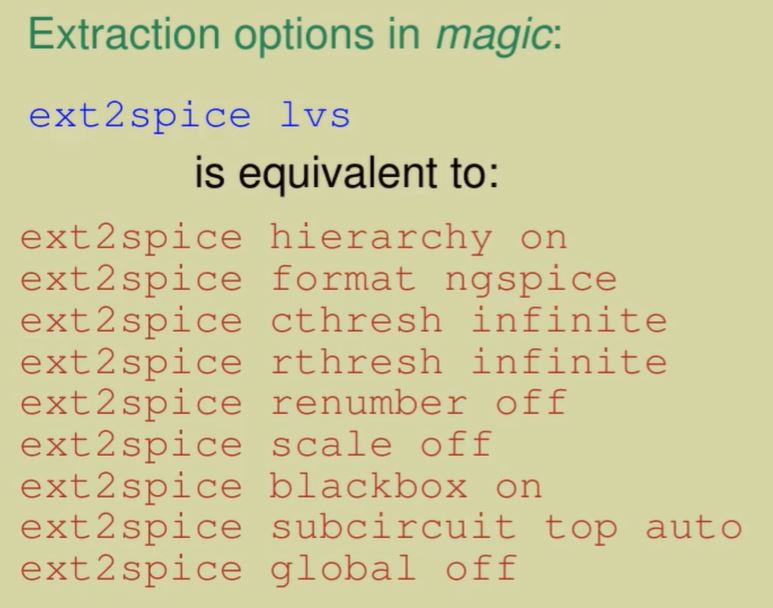 Extraction options in magic:
ext2spice lvs
is equivalent to:
ext2spice hierarchy on
ext2spice format ngspice
ext2spice cthresh infinite
ext2spice rthresh infinite
ext2spice renumber off
ext2spice scale off
ext2spice blackbox on
ext2spice subcircuit top auto
ext2spice global off